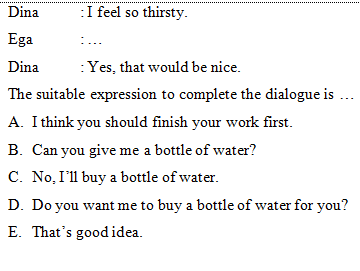 Dina :I feel so thirsty.
Ega :…
Dina : Yes, that would be nice.
The suitable expression to complete the dialogue is …
A. I think you should finish your work first.
B. Can you give me a bottle of water?
C. No, I’ll buy a bottle of water.
D. Do you want me to buy a bottle of water for you?
E. That’s good idea.